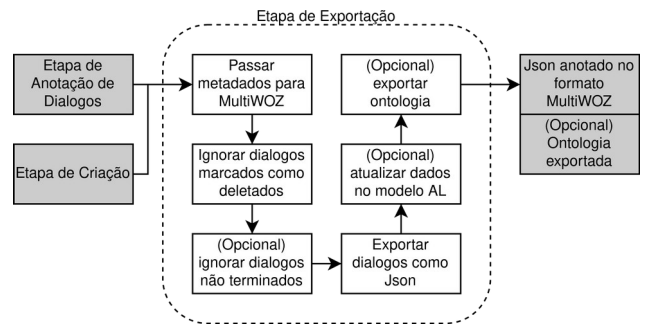 Etapa de Exportação
Etapa de
Anotação de
Dialogos
Etapa de Criação
Passar
metadados para
MultiWOZ
Ignorar dialogos
marcados como
deletados
(Opcional)
ignorar dialogos
não terminados
Exportar
dialogos como
Json
(Opcional)
atualizar dados
no modelo AL
(Opcional)
exportar
ontologia
Json anotado no
formato
MultiWOZ
(Opcional)
Ontologia
exportada